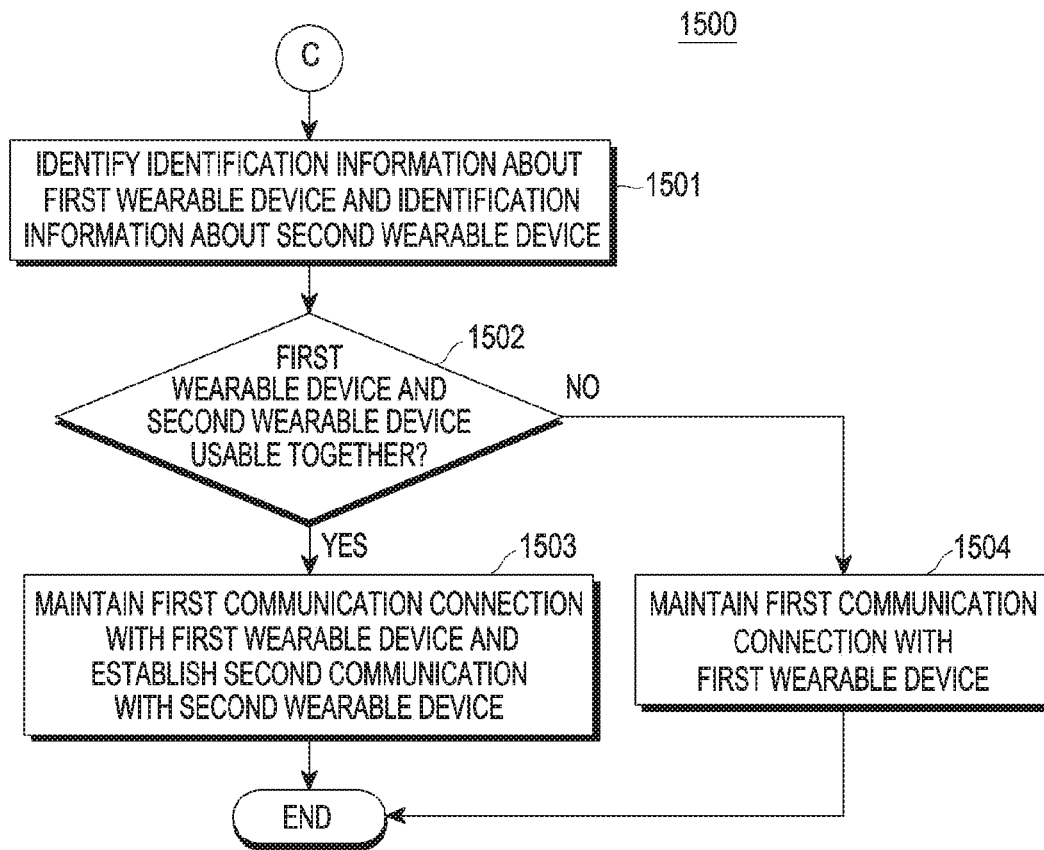 1500
C
IDENTIFY IDENTIFICATION INFORMATION ABOUT
FIRST WEARABLE DEVICE AND IDENTIFICATION
INFORMATION ABOUT SECOND WEARABLE DEVICE
1501
1502
FIRST
WEARABLE DEVICE AND
SECOND WEARABLE DEVICE
USABLE TOGETHER?
NO
YES
1503
MAINTAIN FIRST COMMUNICATION CONNECTION
WITH FIRST WEARABLE DEVICE AND
ESTABLISH SECOND COMMUNICATION
WITH SECOND WEARABLE DEVICE
1504
MAINTAIN FIRST COMMUNICATION
CONNECTION WITH
FIRST WEARABLE DEVICE
END